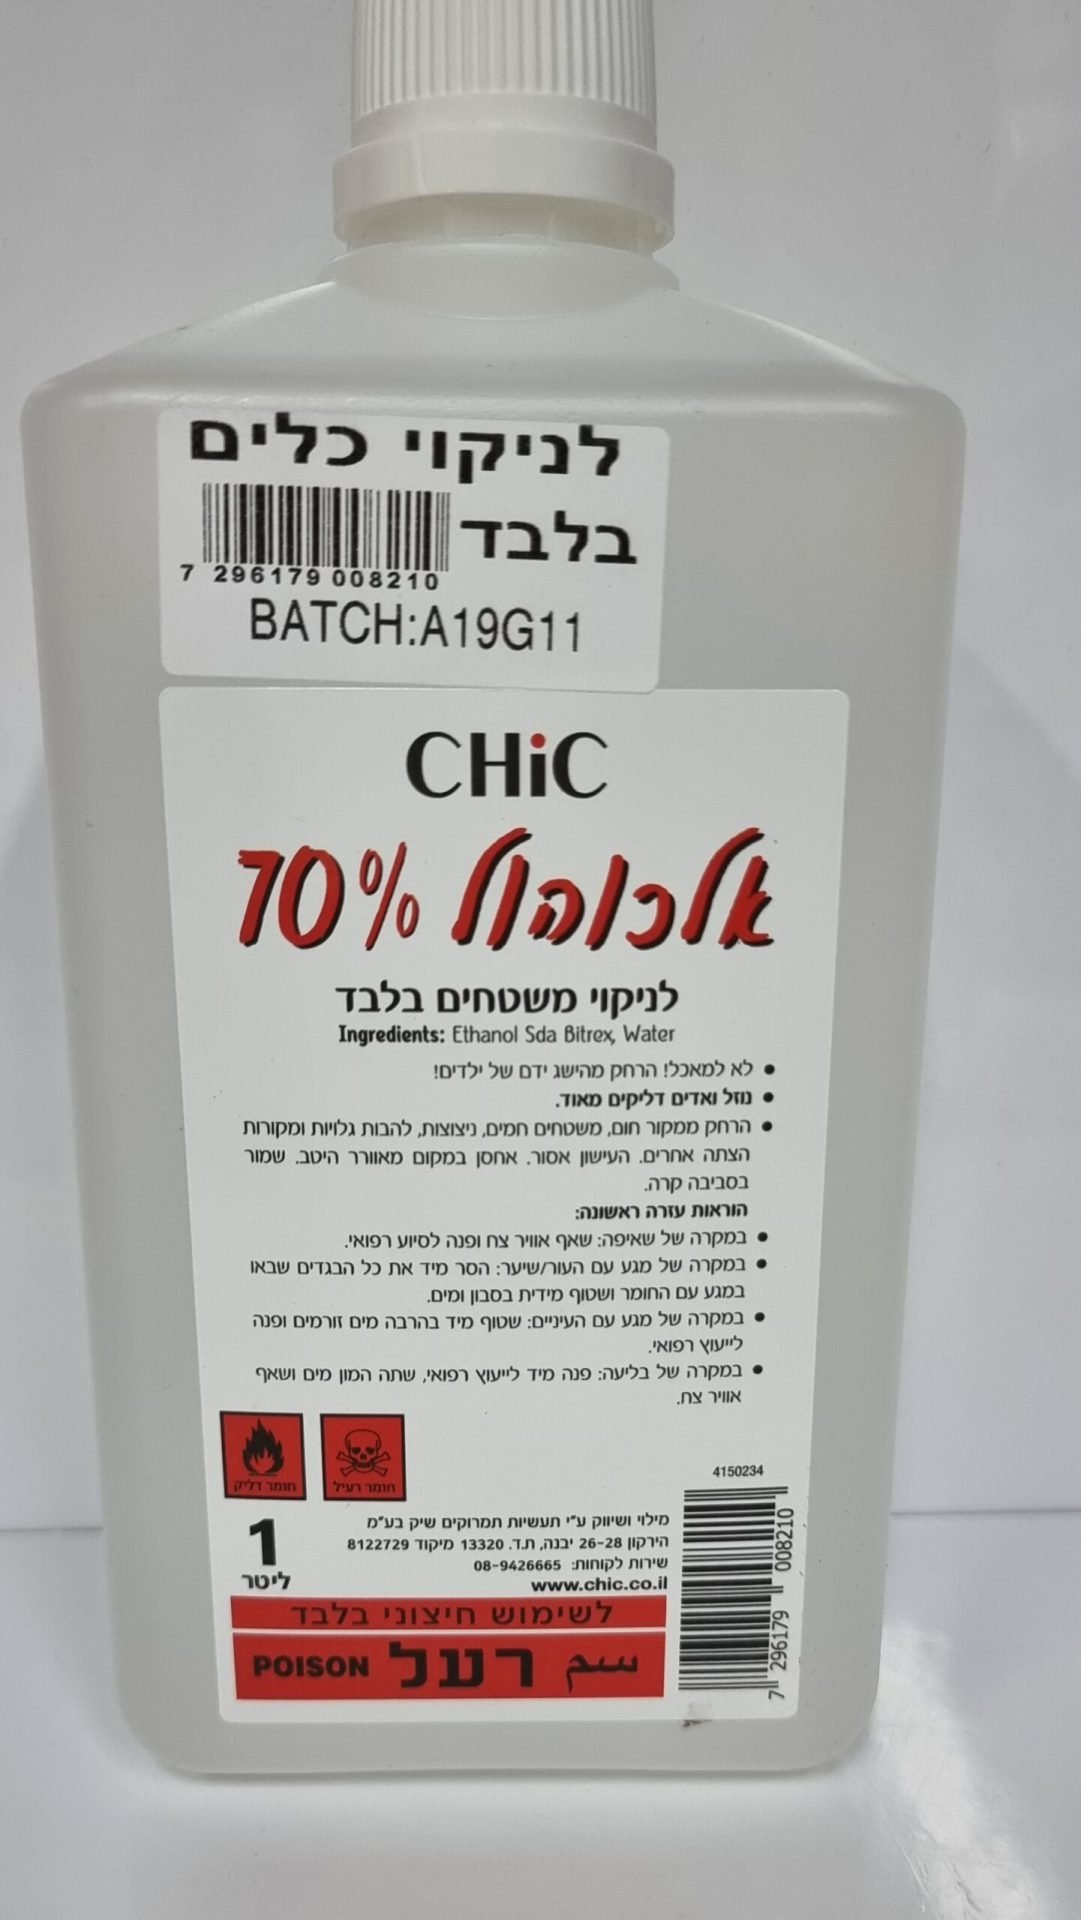 לניקוי כלים
בלבד
7 296179 008210
BATCH:A19G11
CHiC
אלכוהול 70%
לניקוי משטחים בלבד
Ingredients: Ethanol Sda Bitrex, Water
• לא למאכל! הרחק מהישג ידם של ילדים!
• נוזל ואדים דליקים מאוד.
• הרחק ממקור חום, משטחים חמים, ניצוצות, להבות גלויות ומקורות
הצתה אחרים. העישון אסור. אחסן במקום מאוורר היטב. שמור
בסביבה קרה.
הוראות עזרה ראשונה:
• במקרה של שאיפה: שאף אוויר צח ופנה לסיוע רפואי.
• במקרה של מגע עם העור/שיער: הסר מיד את כל הבגדים שבאו
במגע עם החומר ושטוף מידית בסבון ומים.
• במקרה של מגע עם העיניים: שטוף מיד בהרבה מים זורמים ופנה
לייעוץ רפואי.
• במקרה של בליעה: פנה מיד לייעוץ רפואי, שתה המון מים ושאף
אוויר צח.
חומר רעיל
חומר דליק
4150234
מילוי ושיווק ע"י תעשיות תמרוקים שיק בע"מ
הירקון 26-28 יבנה, ת.ד. 13320 מיקוד 8122729
שירות לקוחות: 08-9426665
www.chic.co.il
1
ליטר
לשימוש חיצוני בלבד
سم רעל POISON
7 296179 008210